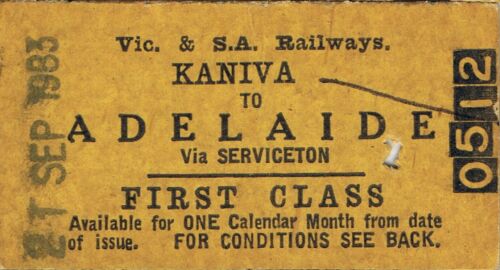 Vic. & S.A. Railways.
KANIVA
TO
ADELAIDE
Via SERVICETON
FIRST CLASS
Available for ONE Calendar Month from date
of issue. FOR CONDITIONS SEE BACK.
21 SEP 1983
0512